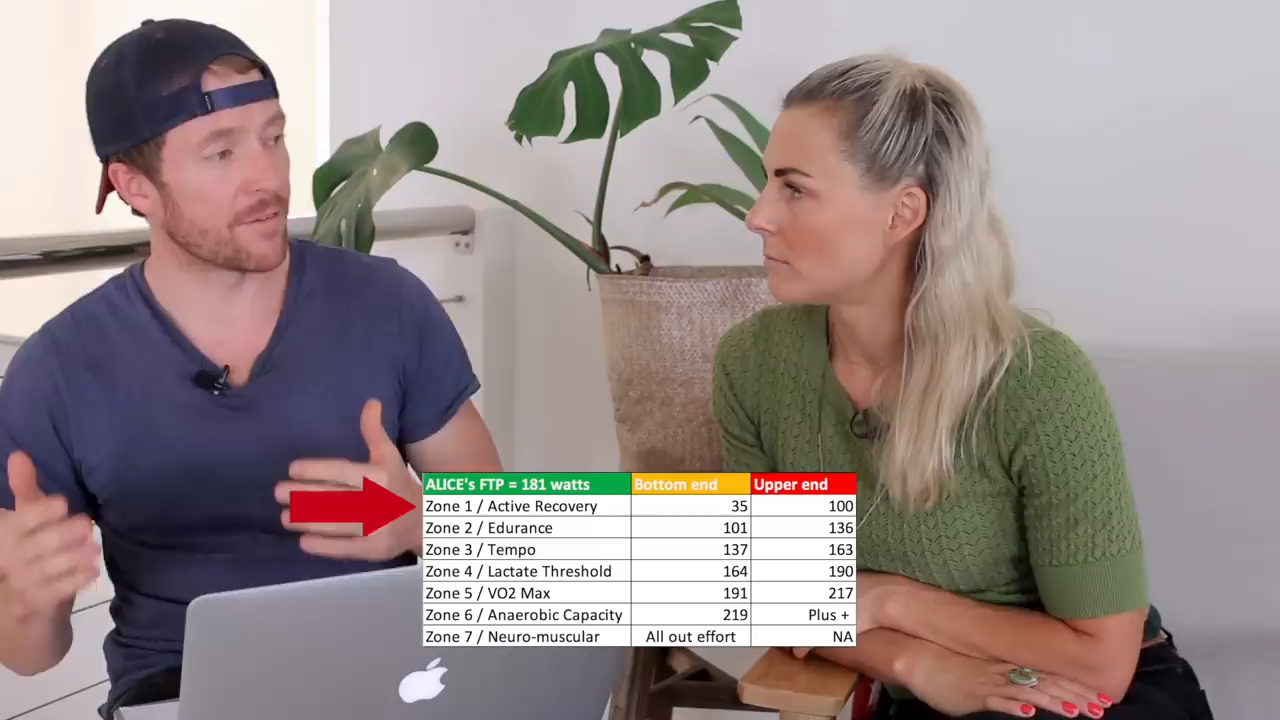 ALICE's FTP = 181 watts Bottom end Upper end
Zone 1 / Active Recovery 35 100
Zone 2 / Edurance 101 136
Zone 3 / Tempo 137 163
Zone 4 / Lactate Threshold 164 190
Zone 5 / VO2 Max 191 217
Zone 6 / Anaerobic Capacity 219 Plus +
Zone 7 / Neuro-muscular All out effort NA